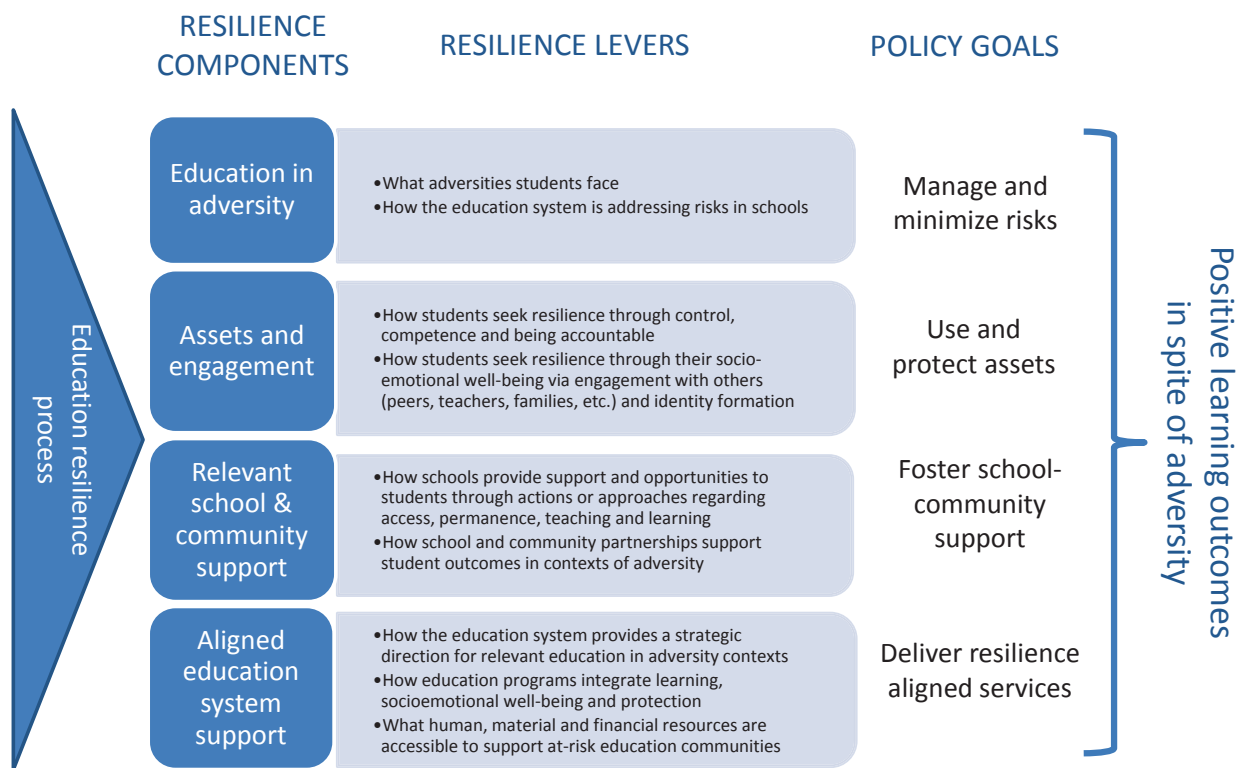 RESILIENCE
COMPONENTS
RESILIENCE LEVERS
POLICY GOALS
Education resilience
process
Education in
adversity
•What adversities students face
•How the education system is addressing risks in schools
Manage and
minimize risks
Assets and
engagement
•How students seek resilience through control,
competence and being accountable
•How students seek resilience through their socio-
emotional well-being via engagement with others
(peers, teachers, families, etc.) and identity formation
Use and
protect assets
Relevant
school &
community
support
•How schools provide support and opportunities to
students through actions or approaches regarding
access, permanence, teaching and learning
•How school and community partnerships support
student outcomes in contexts of adversity
Foster school-
community
support
Aligned
education
system
support
•How the education system provides a strategic
direction for relevant education in adversity contexts
•How education programs integrate learning,
socioemotional well-being and protection
•What human, material and financial resources are
accessible to support at-risk education communities
Deliver resilience
aligned services
Positive learning outcomes
in spite of adversity